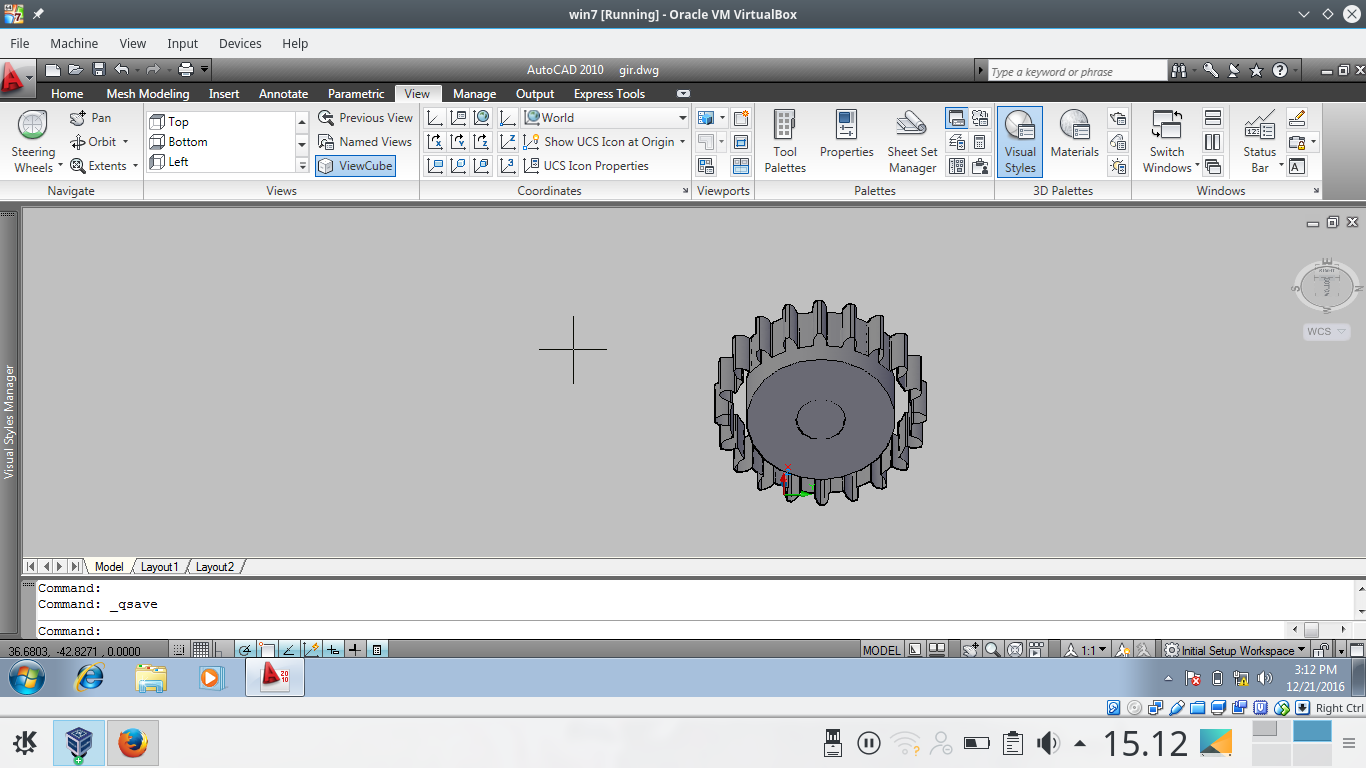 win7 [Running] - Oracle VM VirtualBox
File Machine View Input Devices Help
AutoCAD 2010 gir.dwg
Type a keyword or phrase
Home Mesh Modeling Insert Annotate Parametric View Manage Output Express Tools
Pan
Orbit
Extents
Steering
Wheels
Navigate
Top
Bottom
Left
Previous View
Named Views
ViewCube
Views
World
Show UCS Icon at Origin
UCS Icon Properties
Coordinates
Viewports
Tool
Palettes
Properties
Sheet Set
Manager
Palettes
Visual
Styles
Materials
3D Palettes
Switch
Windows
Status
Bar
Windows
Visual Styles Manager
E
S
N
W
RIGHT
WCS
X
Model Layout1 Layout2
Command:
Command: _qsave
Command:
36.6803, -42.8271 , 0.0000
MODEL
1:1
Initial Setup Workspace
2010
3:12 PM
12/21/2016
Right Ctrl
15.12